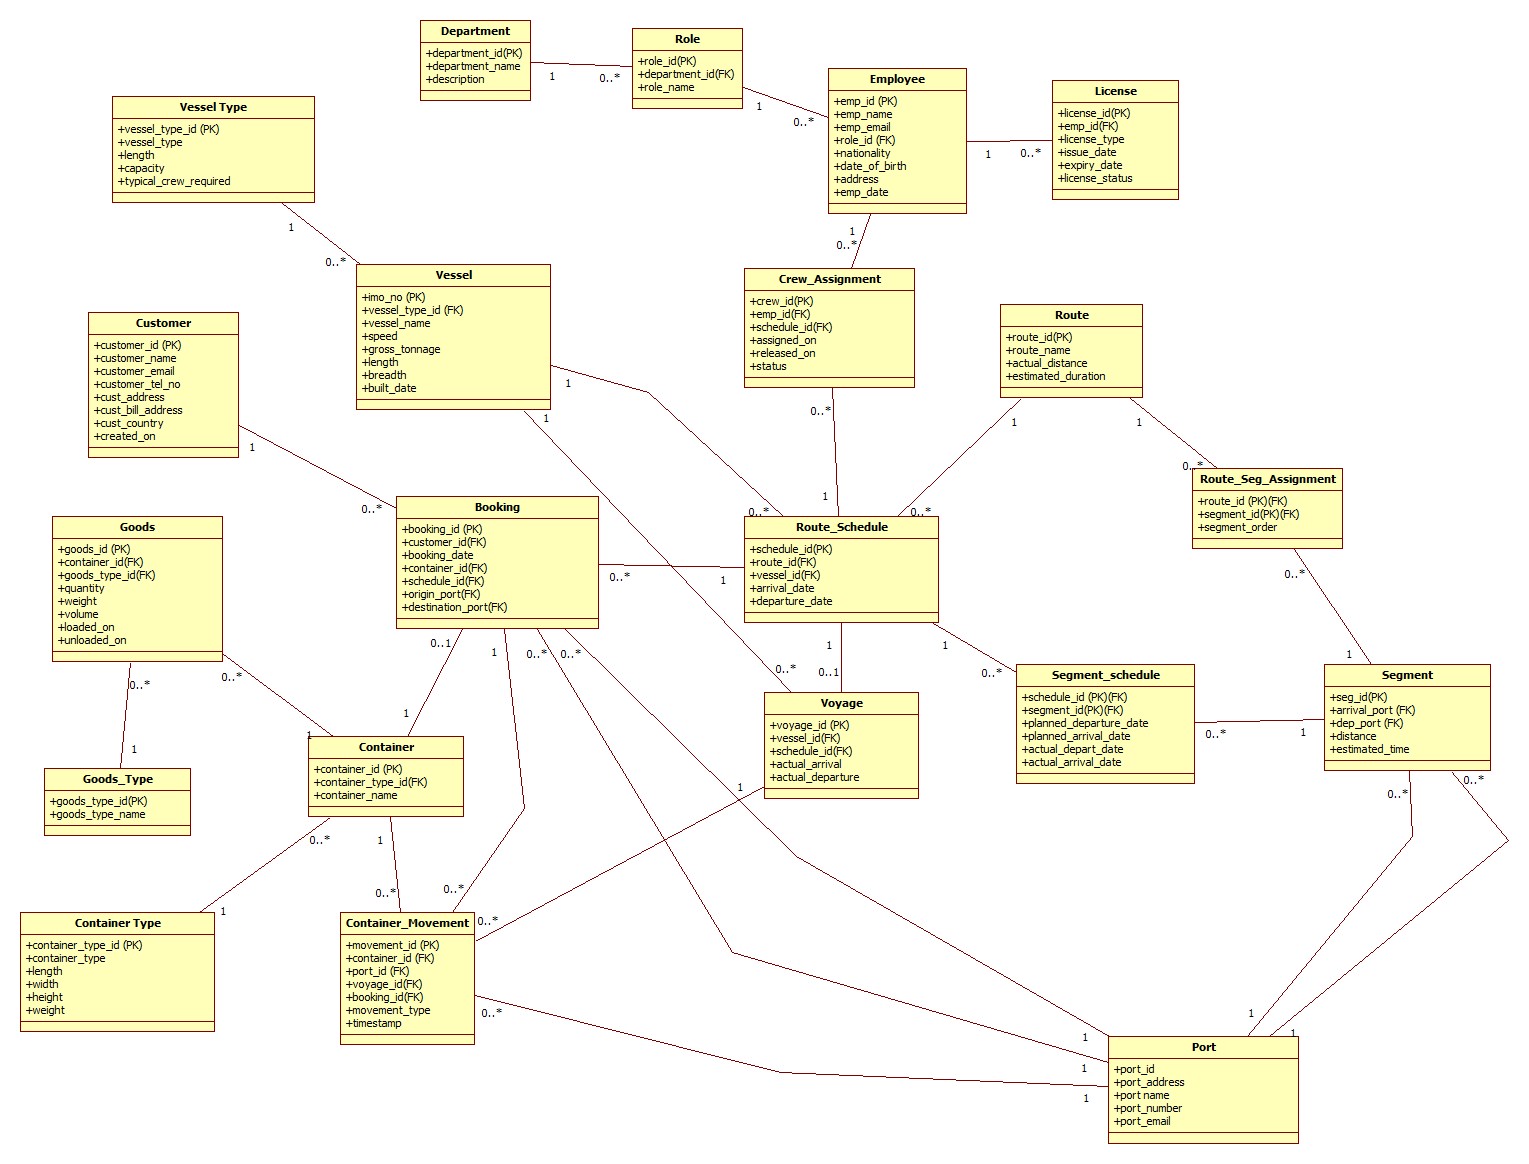 Department
+department_id(PK)
+department_name
+description
1
0..*
Role
+role_id(PK)
+department_id(FK)
+role_name
1
0..*
Employee
+emp_id (PK)
+emp_name
+emp_email
+role_id (FK)
+nationality
+date_of_birth
+address
+emp_date
1
0..*
License
+license_id(PK)
+emp_id(FK)
+license_type
+issue_date
+expiry_date
+license_status
Vessel Type
+vessel_type_id (PK)
+vessel_type
+length
+capacity
+typical_crew_required
1
0..*
1
0..*
Vessel
+imo_no (PK)
+vessel_type_id (FK)
+vessel_name
+speed
+gross_tonnage
+length
+breadth
+built_date
1
1
Crew_Assignment
+crew_id(PK)
+emp_id(FK)
+schedule_id(FK)
+assigned_on
+released_on
+status
0..*
1
Route
+route_id(PK)
+route_name
+actual_distance
+estimated_duration
1
1
0..*
0..*
0..*
Customer
+customer_id (PK)
+customer_name
+customer_email
+customer_tel_no
+cust_address
+cust_bill_address
+cust_country
+created_on
1
0..*
Route_Seg_Assignment
+route_id (PK)(FK)
+segment_id(PK)(FK)
+segment_order
0..*
1
Goods
+goods_id (PK)
+container_id(FK)
+goods_type_id(FK)
+quantity
+weight
+volume
+loaded_on
+unloaded_on
0..*
0..*
1
1
Booking
+booking_id (PK)
+customer_id(FK)
+booking_date
+container_id(FK)
+schedule_id(FK)
+origin_port(FK)
+destination_port(FK)
0..*
1
0..1
1
0..*
0..*
Route_Schedule
+schedule_id(PK)
+route_id(FK)
+vessel_id(FK)
+arrival_date
+departure_date
1
0..1
1
0..*
0..*
Segment_schedule
+schedule_id (PK)(FK)
+segment_id(PK)(FK)
+planned_departure_date
+planned_arrival_date
+actual_depart_date
+actual_arrival_date
0..*
1
Segment
+seg_id(PK)
+arrival_port (FK)
+dep_port (FK)
+distance
+estimated_time
0..*
0..*
Voyage
+voyage_id (PK)
+vessel_id(FK)
+schedule_id(FK)
+actual_arrival
+actual_departure
1
1
Goods_Type
+goods_type_id(PK)
+goods_type_name
Container
+container_id (PK)
+container_type_id(FK)
+container_name
0..*
1
1
0..*
0..*
0..*
Container Type
+container_type_id (PK)
+container_type
+length
+width
+height
+weight
Container_Movement
+movement_id (PK)
+container_id (FK)
+port_id (FK)
+voyage_id(FK)
+booking_id(FK)
+movement_type
+timestamp
0..*
1
1
1
1
1
Port
+port_id
+port_address
+port name
+port_number
+port_email